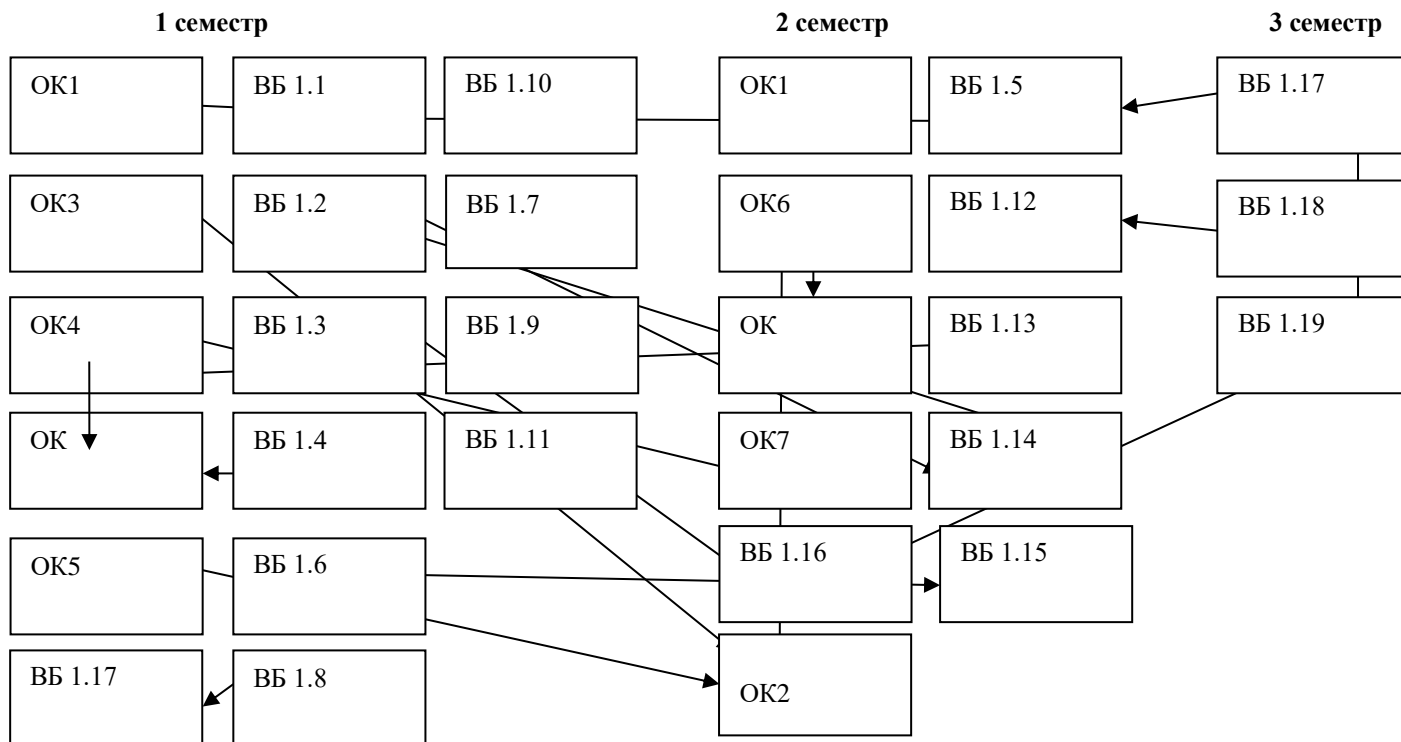 1 семестр 2 семестр 3 семестр
ОК1 ВБ 1.1 ВБ 1.10 ОК1 ВБ 1.5 ВБ 1.17
ОК3 ВБ 1.2 ВБ 1.7 ОК6 ВБ 1.12 ВБ 1.18
ОК4 ВБ 1.3 ВБ 1.9 ОК ВБ 1.13 ВБ 1.19
ОК ВБ 1.4 ВБ 1.11 ОК7 ВБ 1.14
ОК5 ВБ 1.6 ВБ 1.16 ВБ 1.15
ВБ 1.17 ВБ 1.8 ОК2